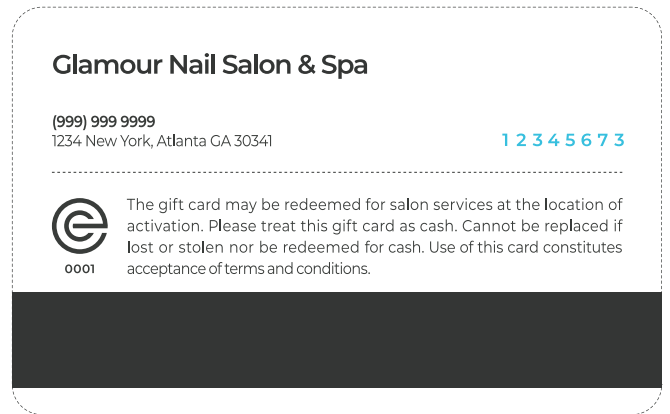 Glamour Nail Salon & Spa
(999) 999 9999
1234 New York, Atlanta GA 30341
1 2 3 4 5 6 7 3
The gift card may be redeemed for salon services at the location of
activation. Please treat this gift card as cash. Cannot be replaced if
lost or stolen nor be redeemed for cash. Use of this card constitutes
acceptance of terms and conditions.
0001